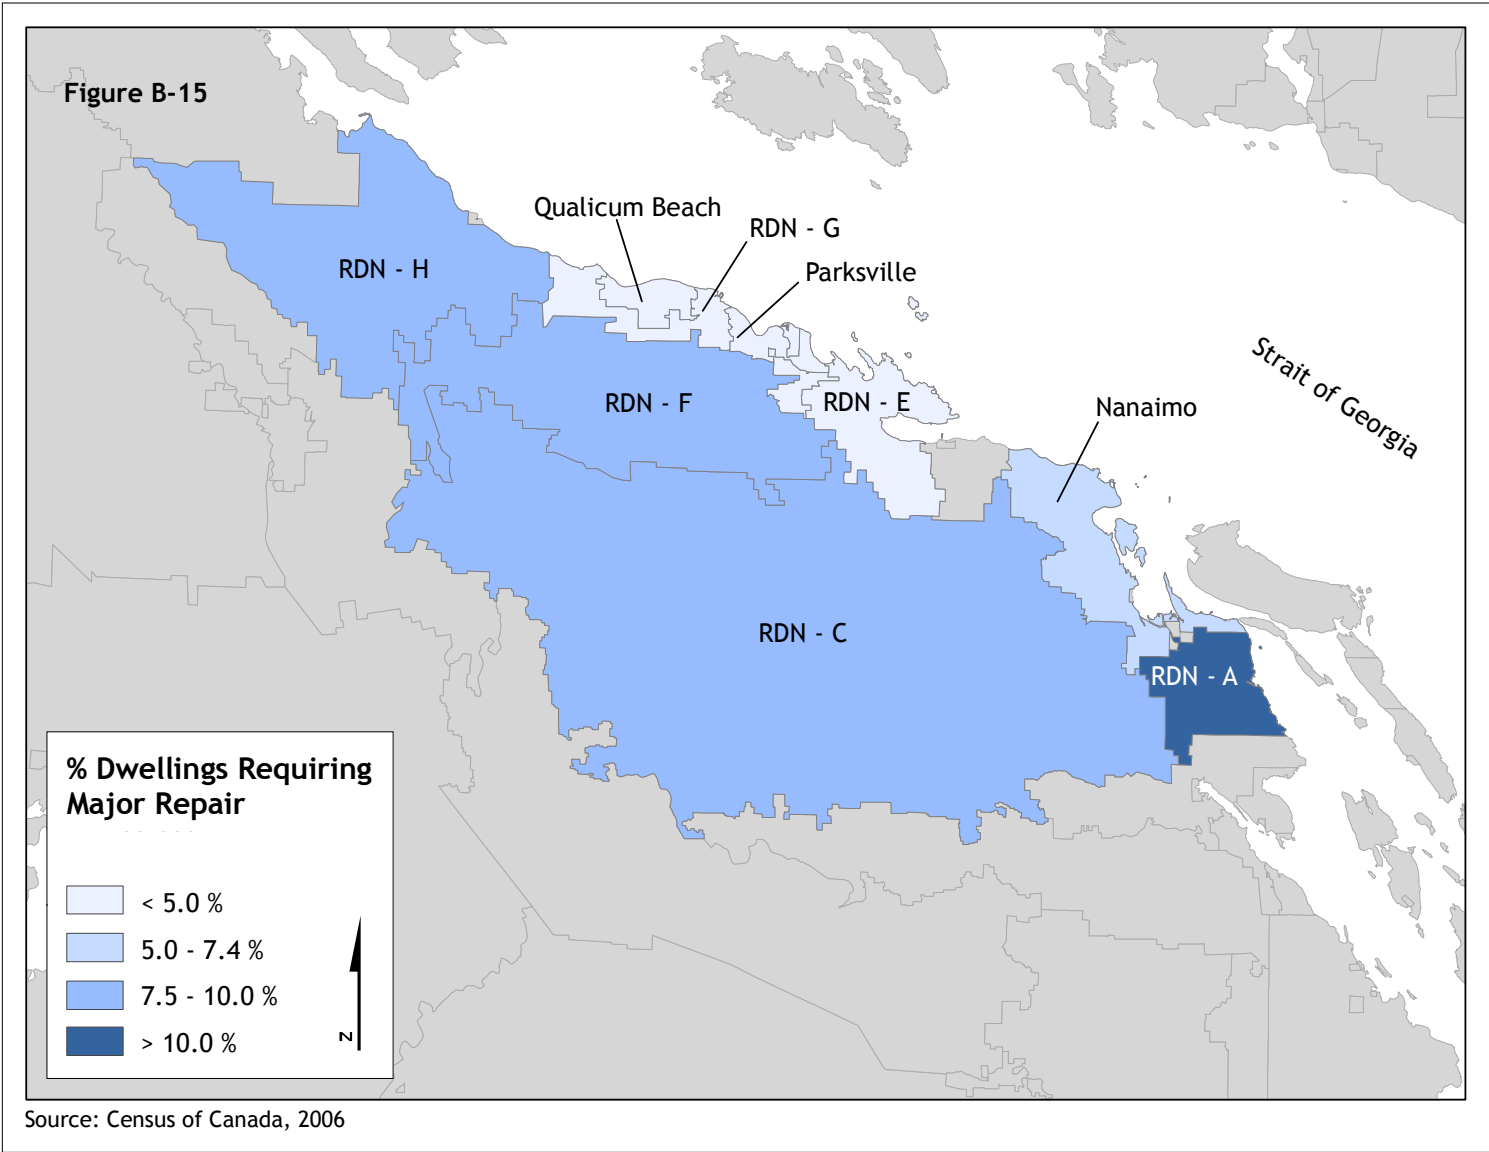 Figure B-15
Qualicum Beach
RDN - G
Parksville
RDN - H
RDN - F
RDN - E
Nanaimo
Strait of Georgia
RDN - C
RDN - A
% Dwellings Requiring
Major Repair
< 5.0 %
5.0 - 7.4 %
7.5 - 10.0 %
> 10.0 %
N
Source: Census of Canada, 2006